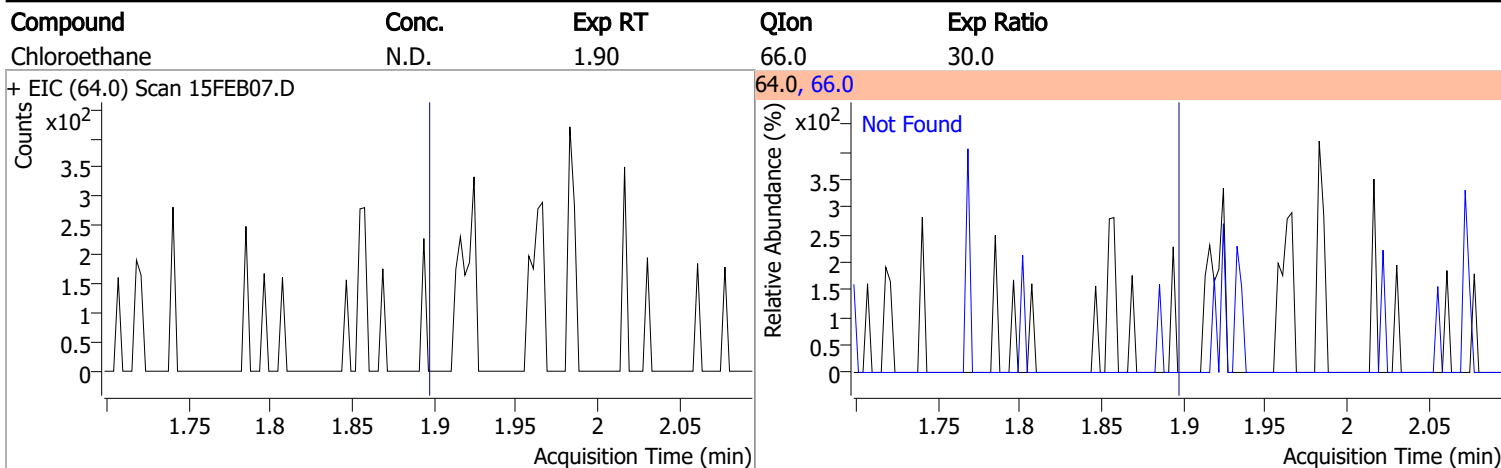 Compound Conc. Exp RT QIon Exp Ratio
Chloroethane N.D. 1.90 66.0 30.0
+ EIC (64.0) Scan 15FEB07.D
Counts
x10²
3.5
3
2.5
2
1.5
1
0.5
0
1.75 1.8 1.85 1.9 1.95 2 2.05
Acquisition Time (min)
64.0, 66.0
Relative Abundance (%)
x10²
Not Found
3.5
3
2.5
2
1.5
1
0.5
0
1.75 1.8 1.85 1.9 1.95 2 2.05
Acquisition Time (min)